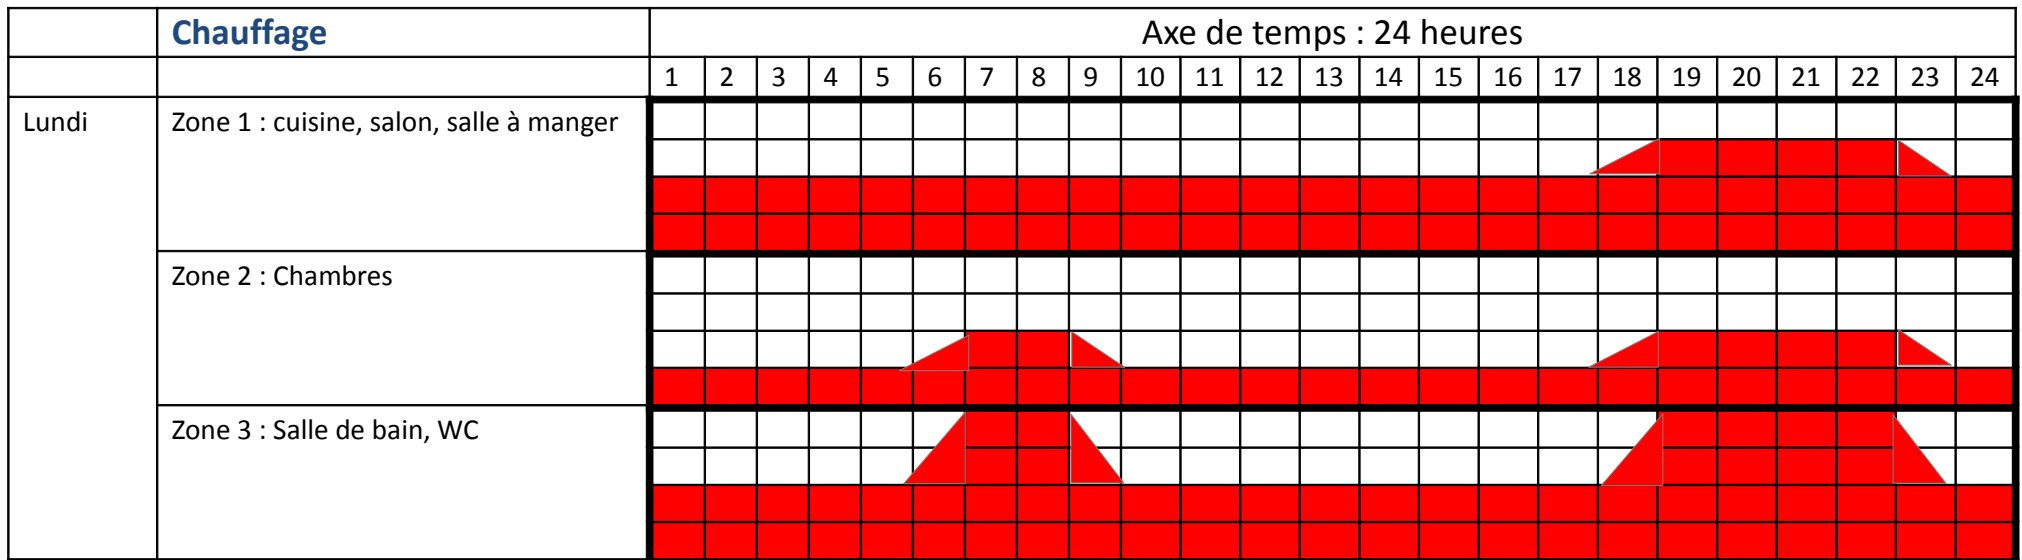 Chauffage Axe de temps : 24 heures
1 2 3 4 5 6 7 8 9 10 11 12 13 14 15 16 17 18 19 20 21 22 23 24
Lundi Zone 1 : cuisine, salon, salle à manger
Zone 2 : Chambres
Zone 3 : Salle de bain, WC